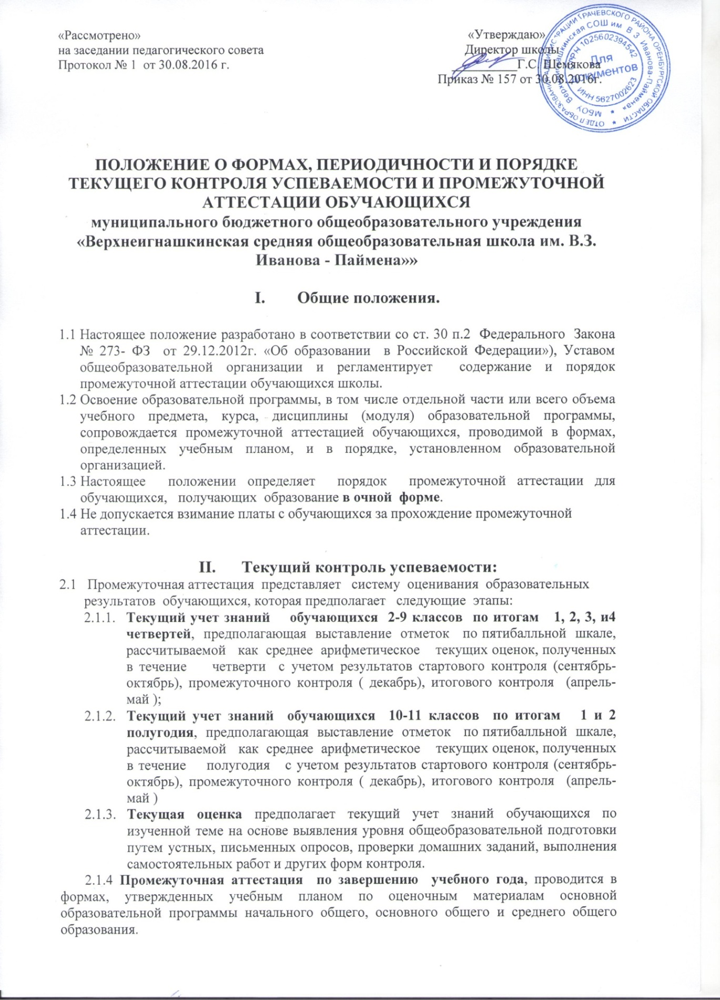 «Рассмотрено»
на заседании педагогического совета
Протокол № 1 от 30.08.2016 г.
«Утверждаю»
Директор школы
____________Г.С. Шемякова
Приказ № 157 от 30.08.2016г.
ОТДЕЛ ОБРАЗОВАНИЯ АДМИНИСТРАЦИИ ГРАЧЕВСКОГО РАЙОНА ОРЕНБУРГСКОЙ ОБЛАСТИ *
МБОУ Верхнеигнашкинская СОШ им В З Иванова-Паймена» *
ОГРН 1025602394542
ИНН 5627002623
Для
документов
ПОЛОЖЕНИЕ О ФОРМАХ, ПЕРИОДИЧНОСТИ И ПОРЯДКЕ
ТЕКУЩЕГО КОНТРОЛЯ УСПЕВАЕМОСТИ И ПРОМЕЖУТОЧНОЙ
АТТЕСТАЦИИ ОБУЧАЮЩИХСЯ
муниципального бюджетного общеобразовательного учреждения
«Верхнеигнашкинская средняя общеобразовательная школа им. В.З.
Иванова - Паймена»»
I. Общие положения.
1.1 Настоящее положение разработано в соответствии со ст. 30 п.2 Федерального Закона
№ 273- ФЗ от 29.12.2012г. «Об образовании в Российской Федерации»), Уставом
общеобразовательной организации и регламентирует содержание и порядок
промежуточной аттестации обучающихся школы.
1.2 Освоение образовательной программы, в том числе отдельной части или всего объема
учебного предмета, курса, дисциплины (модуля) образовательной программы,
сопровождается промежуточной аттестацией обучающихся, проводимой в формах,
определенных учебным планом, и в порядке, установленном образовательной
организацией.
1.3 Настоящее положении определяет порядок промежуточной аттестации для
обучающихся, получающих образование в очной форме.
1.4 Не допускается взимание платы с обучающихся за прохождение промежуточной
аттестации.
II. Текущий контроль успеваемости:
2.1 Промежуточная аттестация представляет систему оценивания образовательных
результатов обучающихся, которая предполагает следующие этапы:
2.1.1. Текущий учет знаний обучающихся 2-9 классов по итогам 1, 2, 3, и4
четвертей, предполагающая выставление отметок по пятибалльной шкале,
рассчитываемой как среднее арифметическое текущих оценок, полученных
в течение четверти с учетом результатов стартового контроля (сентябрь-
октябрь), промежуточного контроля ( декабрь), итогового контроля (апрель-
май );
2.1.2. Текущий учет знаний обучающихся 10-11 классов по итогам 1 и 2
полугодия, предполагающая выставление отметок по пятибалльной шкале,
рассчитываемой как среднее арифметическое текущих оценок, полученных
в течение полугодия с учетом результатов стартового контроля (сентябрь-
октябрь), промежуточного контроля ( декабрь), итогового контроля (апрель-
май )
2.1.3. Текущая оценка предполагает текущий учет знаний обучающихся по
изученной теме на основе выявления уровня общеобразовательной подготовки
путем устных, письменных опросов, проверки домашних заданий, выполнения
самостоятельных работ и других форм контроля.
2.1.4 Промежуточная аттестация по завершению учебного года, проводится в
формах, утвержденных учебным планом по оценочным материалам основной
образовательной программы начального общего, основного общего и среднего общего
образования.